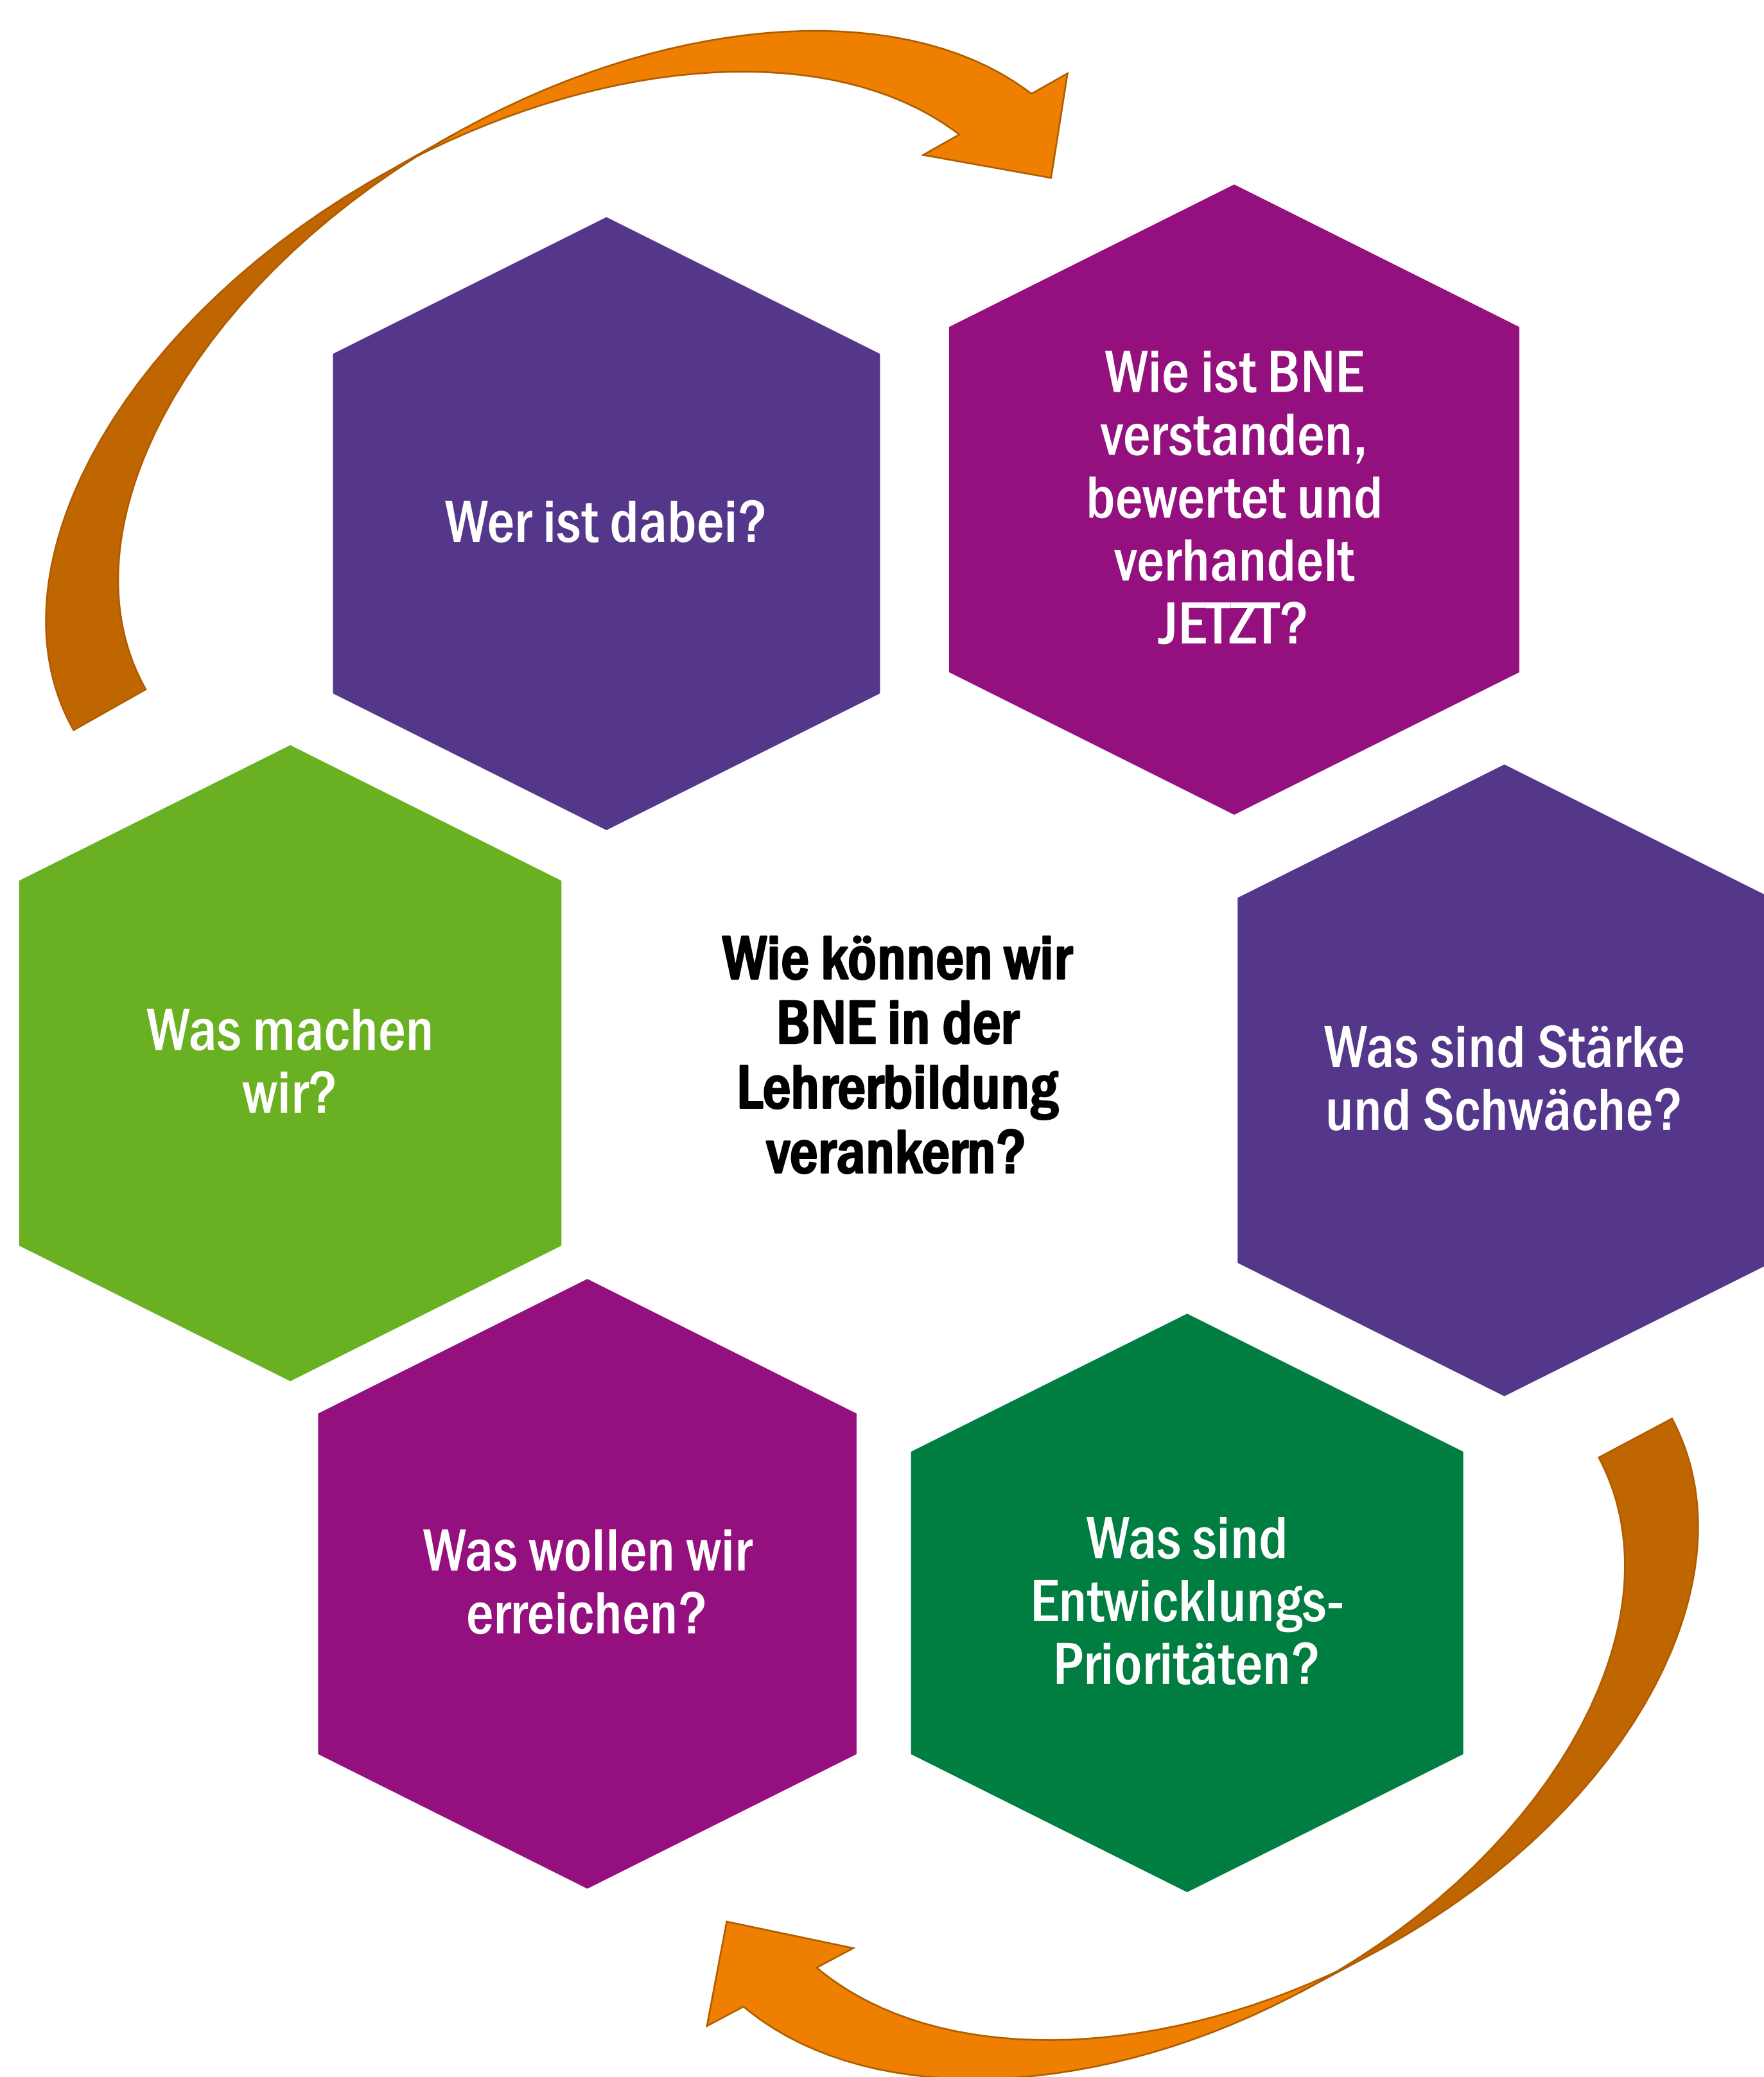 Wer ist dabei?
Wie ist BNE
verstanden,
bewertet und
verhandelt
JETZT?
Was sind Stärke
und Schwäche?
Was sind
Entwicklungs-
Prioritäten?
Was wollen wir
erreichen?
Was machen
wir?
Wie können wir
BNE in der
Lehrerbildung
verankern?